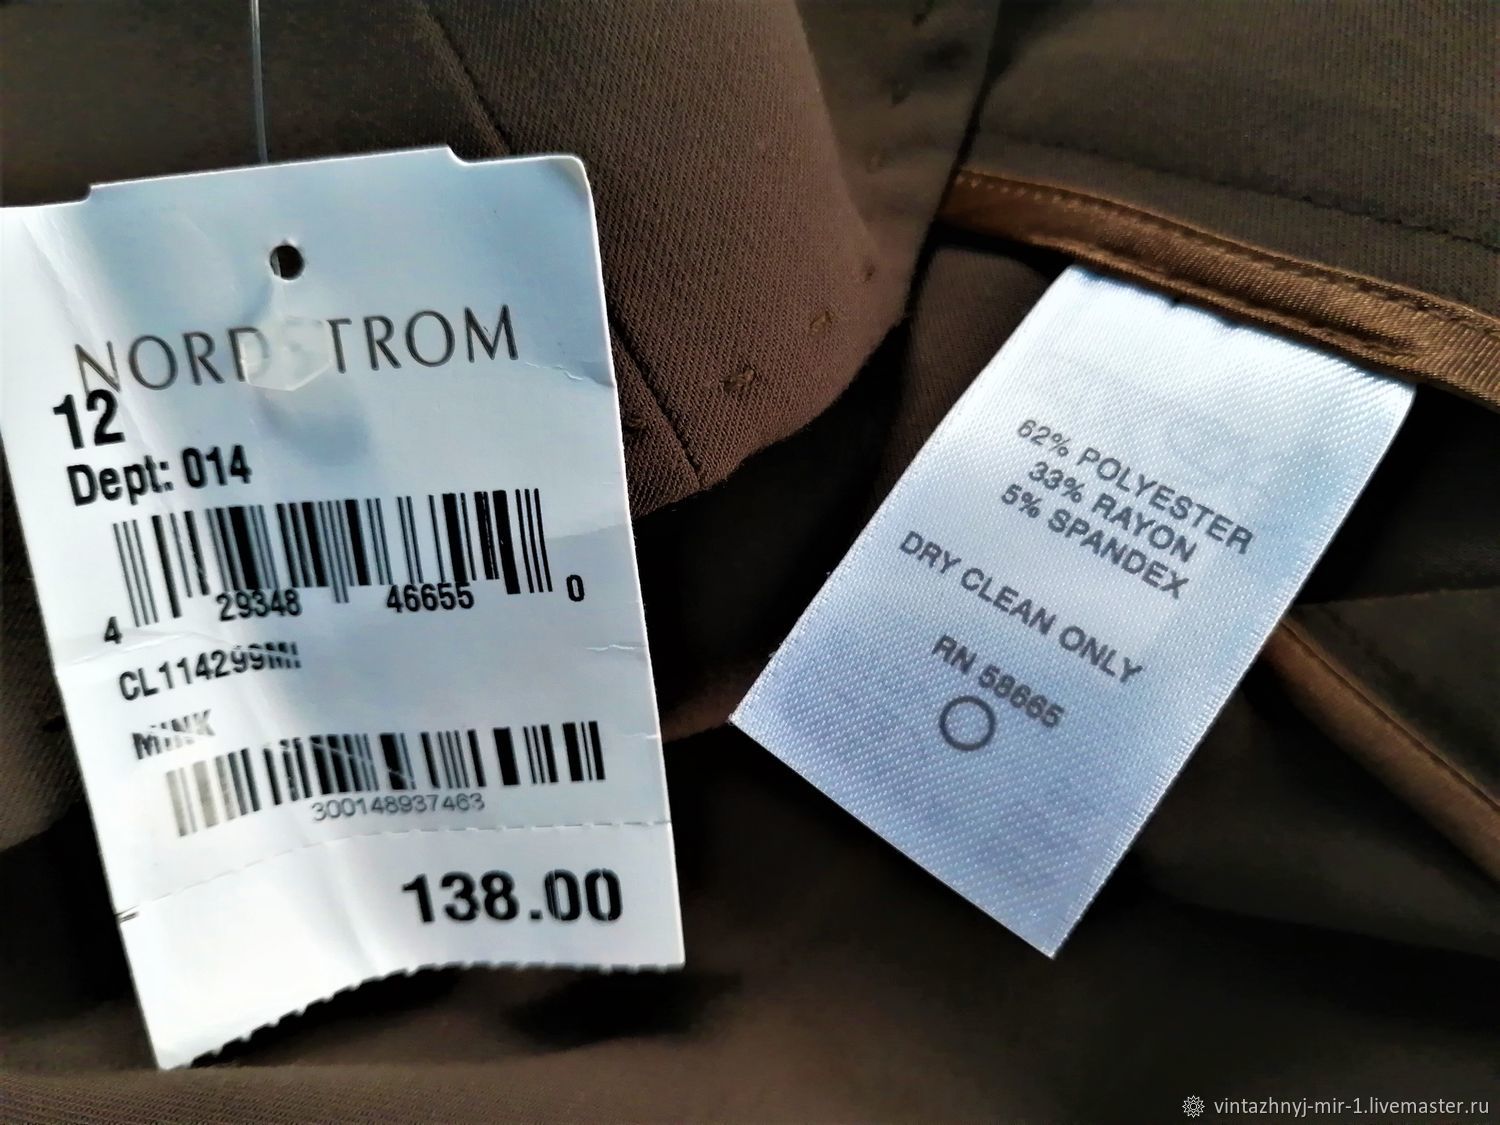 NORDSTROM
12
Dept: 014
4 29348 46655 0
CL114299MI
MINK
300148937463
138.00
62% POLYESTER
33% RAYON
5% SPANDEX
DRY CLEAN ONLY
RN 58665
vintazhnyj-mir-1.livemaster.ru